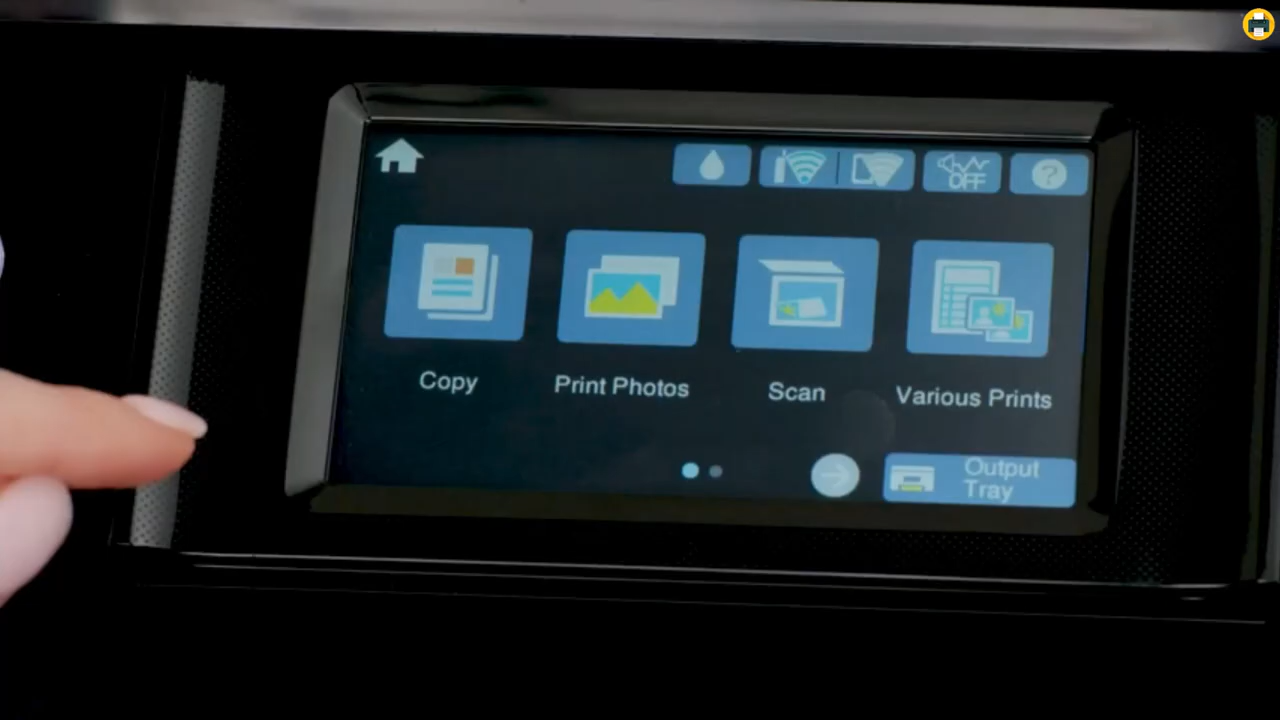 OFF
?
Copy
Print Photos
Scan
Various Prints
Output
Tray